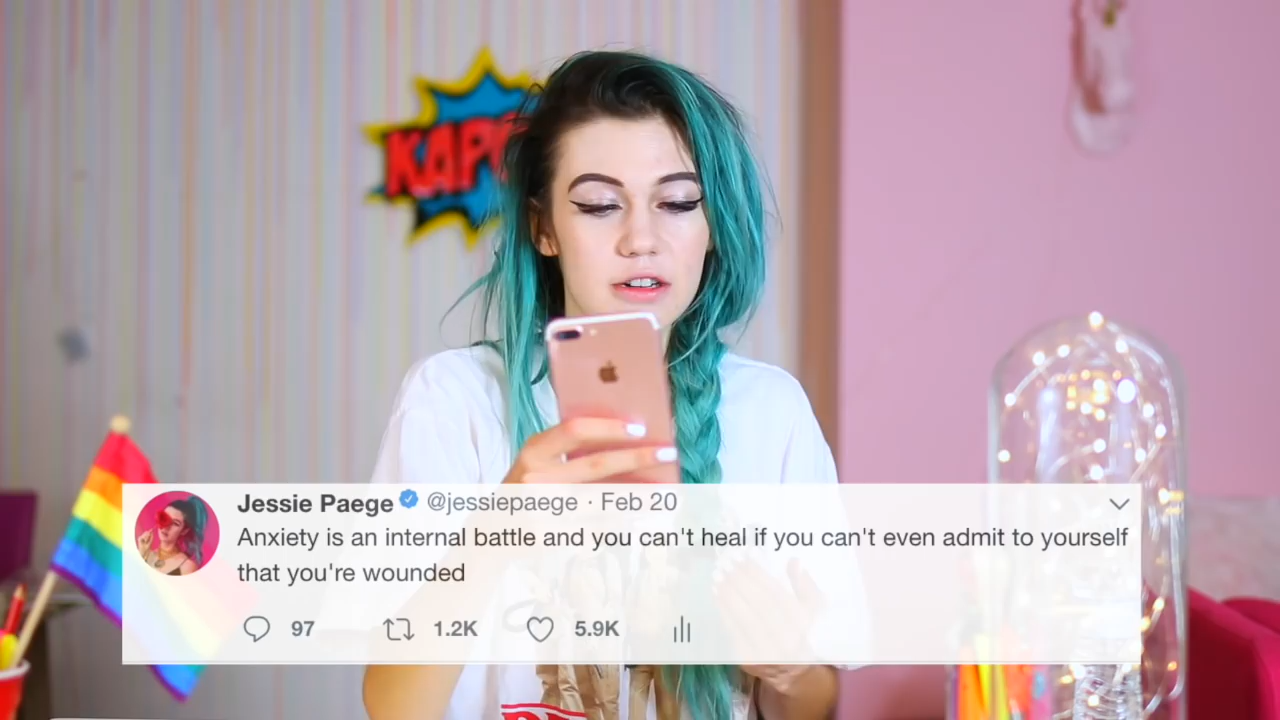 KAPO
Jessie Paege @jessiepaege · Feb 20
Anxiety is an internal battle and you can't heal if you can't even admit to yourself
that you're wounded
97 1.2K 5.9K